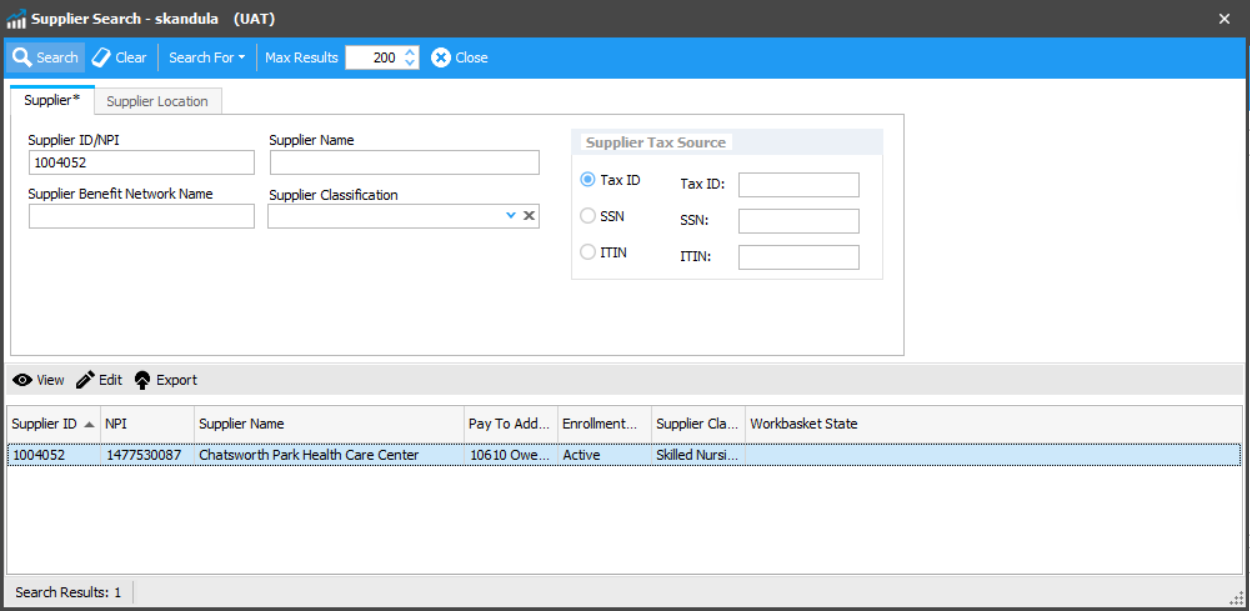 Supplier Search - skandula (UAT)
Search Clear Search For Max Results 200 Close
Supplier* Supplier Location
Supplier ID/NPI Supplier Name
1004052
Supplier Benefit Network Name Supplier Classification
Supplier Tax Source
Tax ID Tax ID:
SSN SSN:
ITIN ITIN:
View Edit Export
Supplier ID NPI Supplier Name Pay To Add... Enrollment... Supplier Cla... Workbasket State
1004052 1477530087 Chatsworth Park Health Care Center 10610 Owe... Active Skilled Nursi...
Search Results: 1